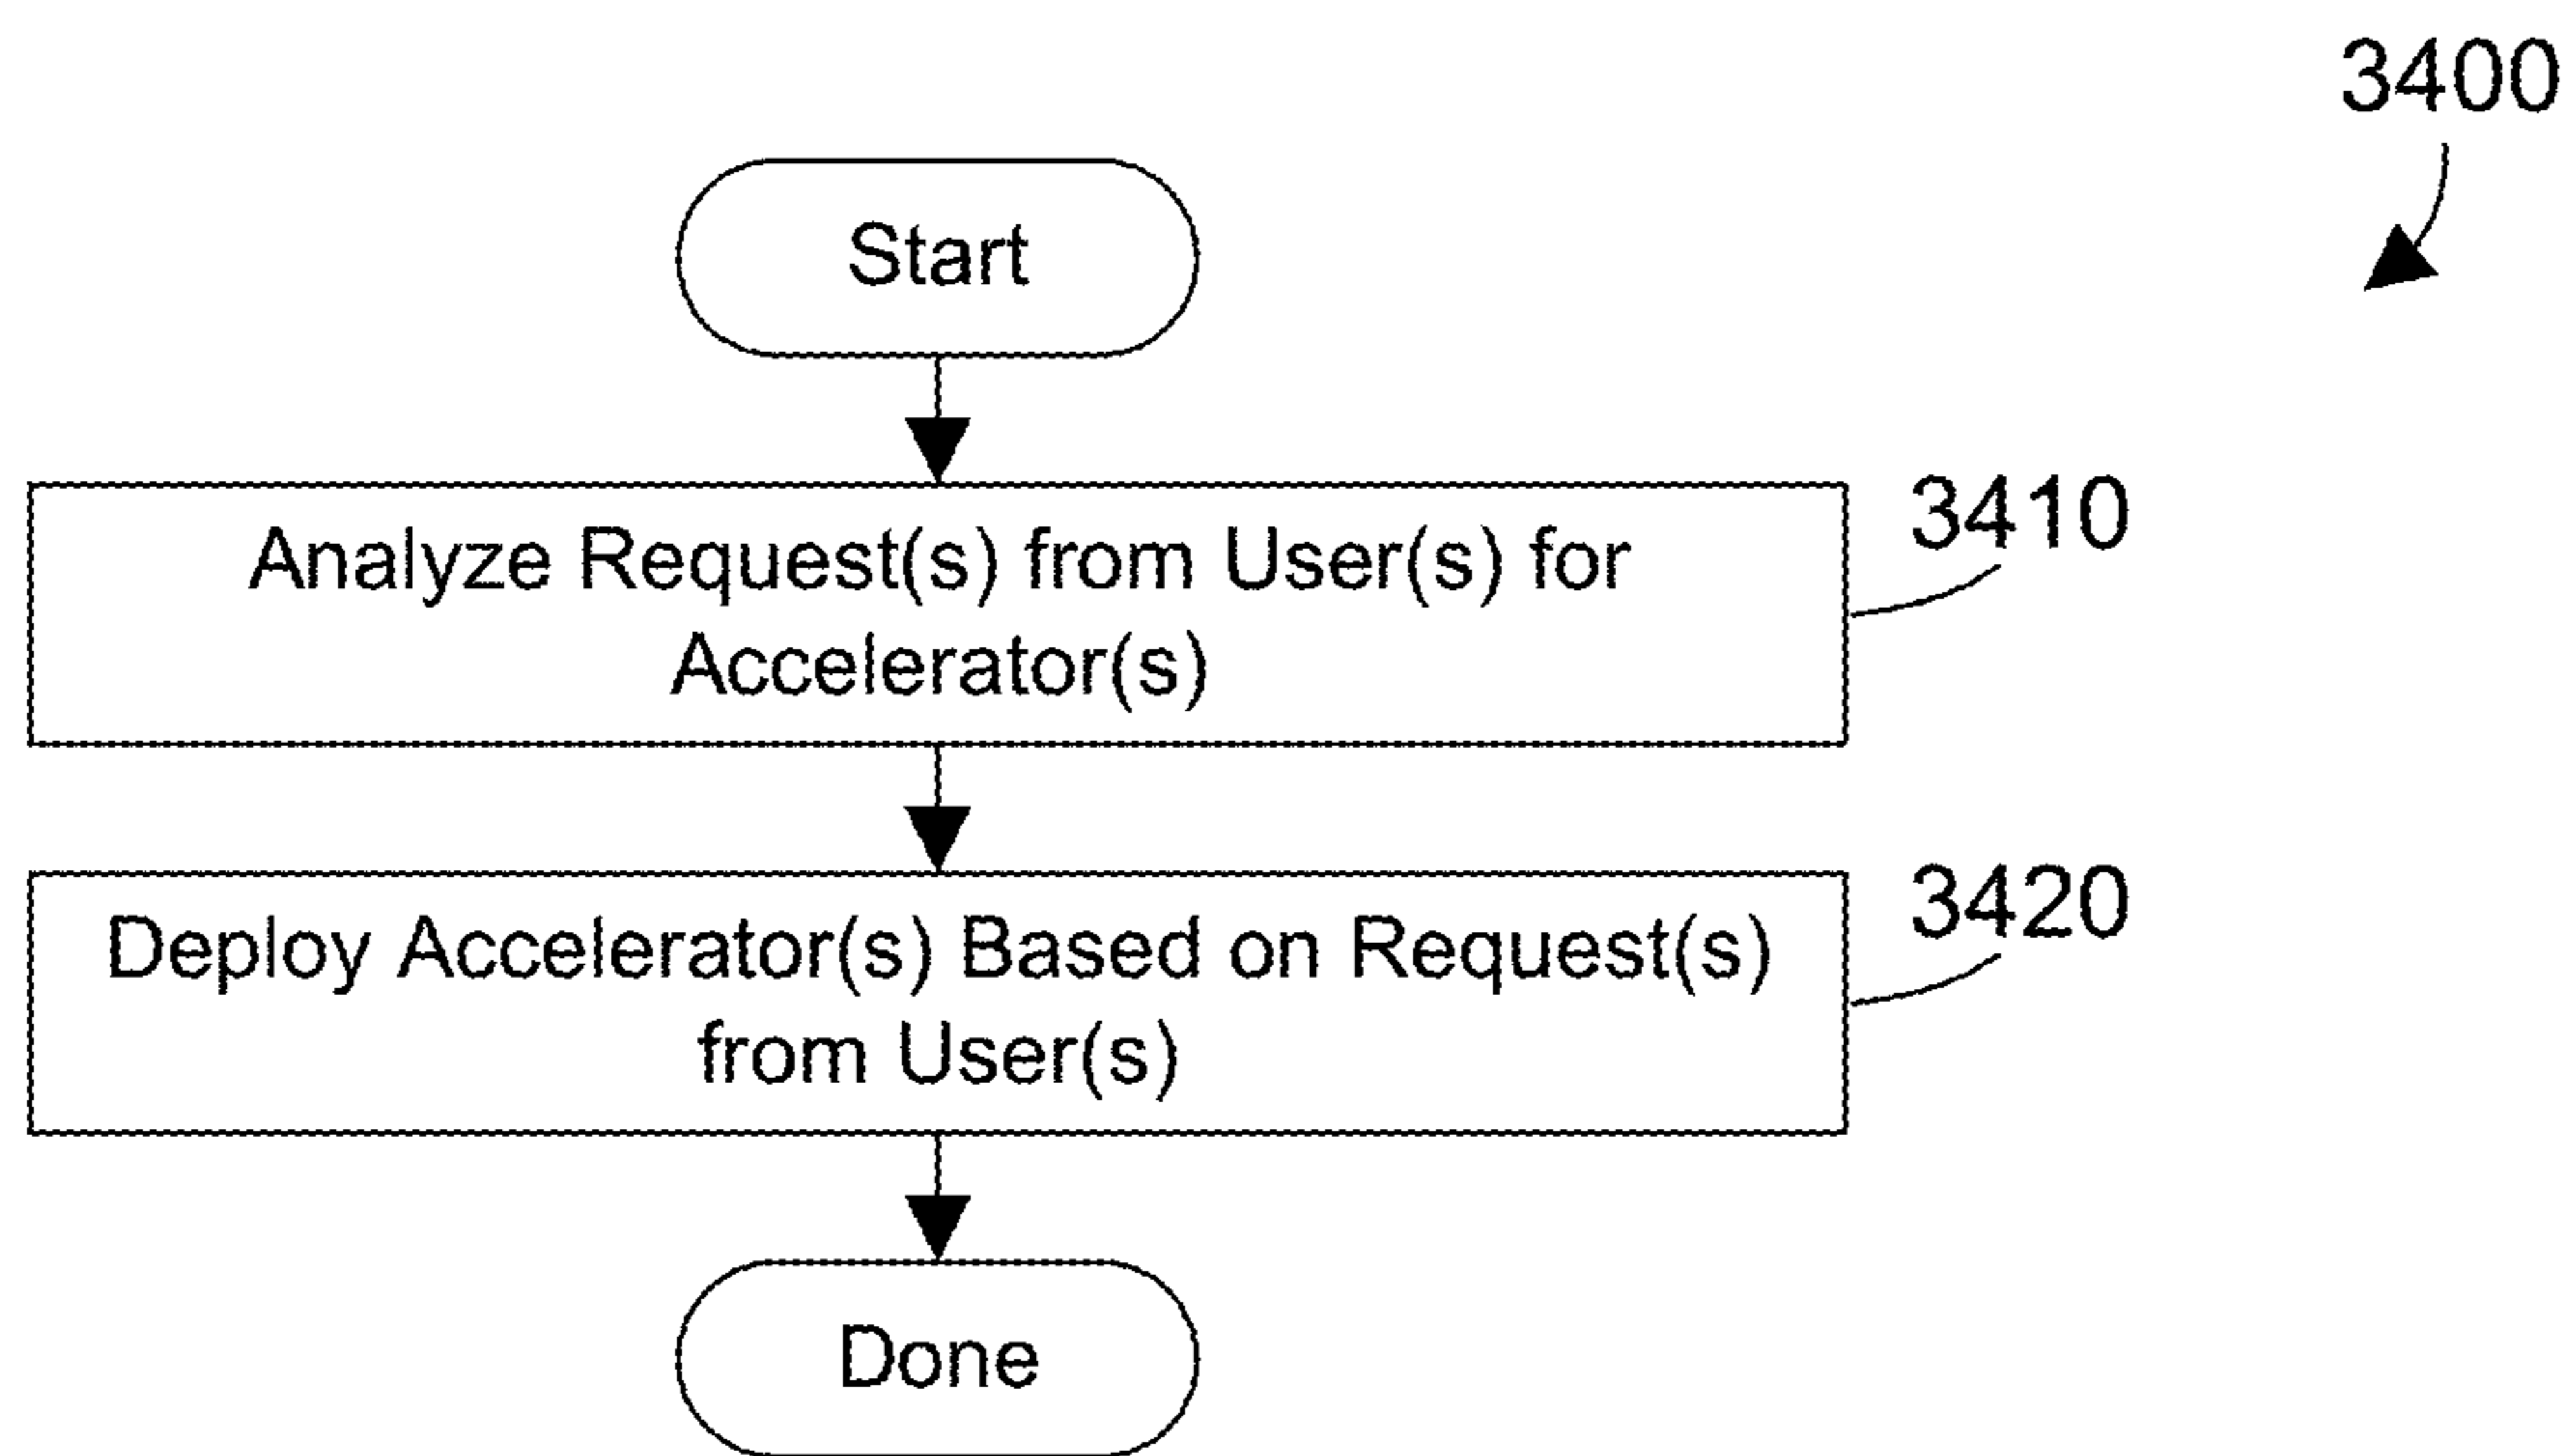 3400
Start
Analyze Request(s) from User(s) for
Accelerator(s)
3410
Deploy Accelerator(s) Based on Request(s)
from User(s)
3420
Done